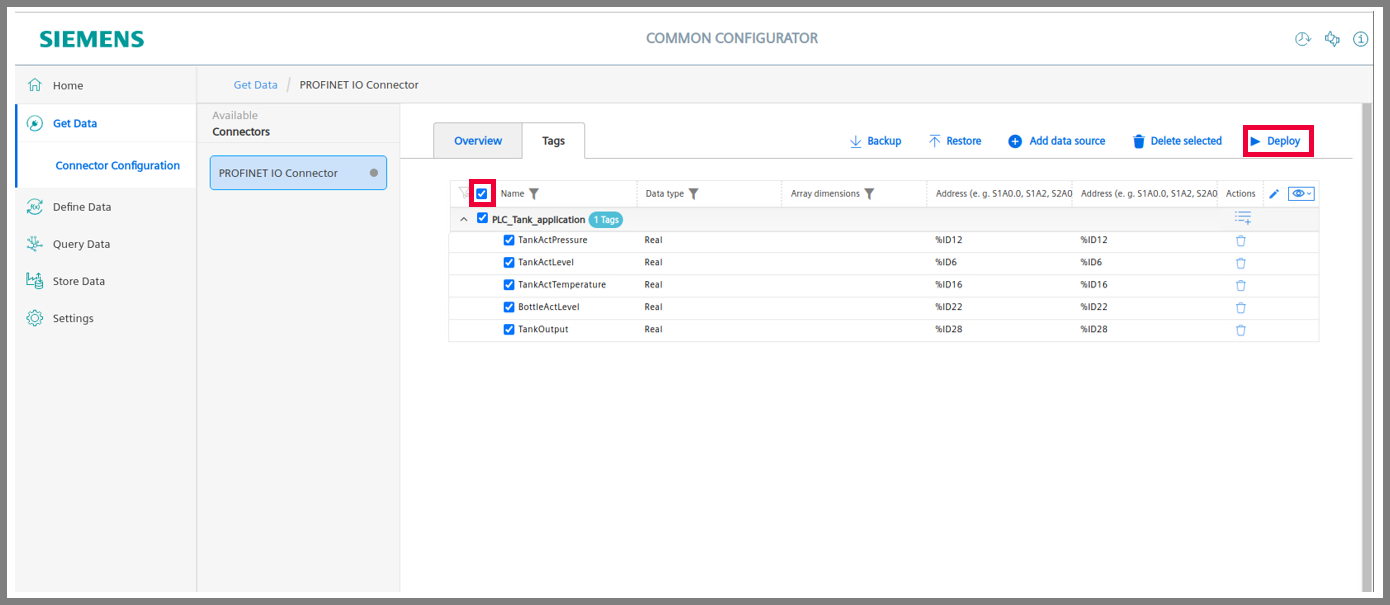 SIEMENS
COMMON CONFIGURATOR
Home
Get Data
Connector Configuration
Define Data
Query Data
Store Data
Settings
Get Data / PROFINET IO Connector
Available
Connectors
PROFINET IO Connector
Overview Tags
Backup Restore Add data source Delete selected Deploy
Name Data type Array dimensions Address (e. g. S1A0.0, S1A2, S2A0 Address (e. g. S1A0.0, S1A2, S2A0 Actions
PLC_Tank_application 1 Tags
TankActPressure Real %ID12 %ID12
TankActLevel Real %ID6 %ID6
TankActTemperature Real %ID16 %ID16
BottleActLevel Real %ID22 %ID22
TankOutput Real %ID28 %ID28